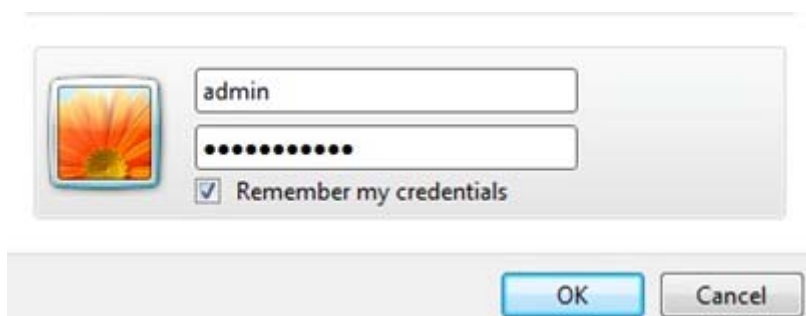 admin
●●●●●●●●●●●
Remember my credentials
OK
Cancel